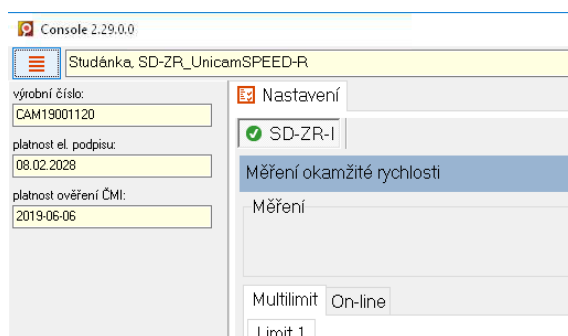 Console 2.29.0.0
Studánka, SD-ZR_UnicamSPEED-R
výrobní číslo:
CAM19001120
platnost el. podpisu:
08.02.2028
platnost ověření ČMI:
2019-06-06
Nastavení
SD-ZR-I
Měření okamžité rychlosti
Měření
Multilimit On-line
Limit 1